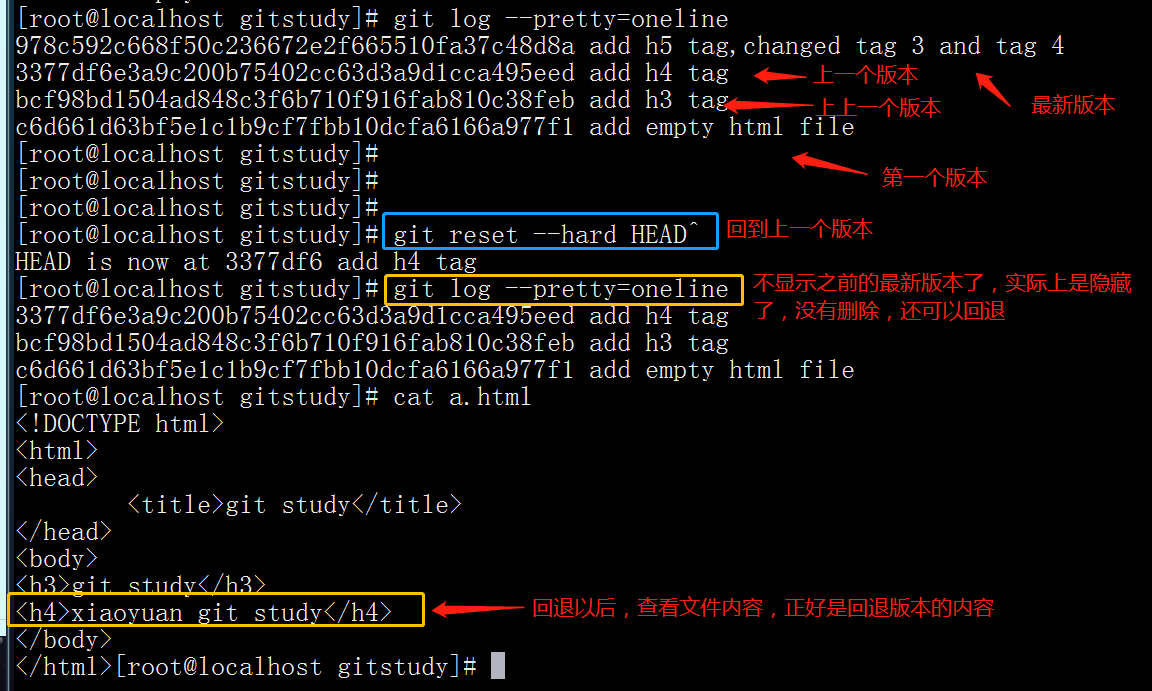 [root@localhost gitstudy]# git log --pretty=oneline
978c592c668f50c236672e2f665510fa37c48d8a add h5 tag,changed tag 3 and tag 4
3377df6e3a9c200b75402cc63d3a9d1cca495eed add h4 tag
上一个版本
bcf98bd1504ad848c3f6b710f916fab810c38feb add h3 tag
上上一个版本
最新版本
c6d661d63bf5e1c1b9cf7fbb10dcfa6166a977f1 add empty html file
[root@localhost gitstudy]#
第一个版本
[root@localhost gitstudy]#
[root@localhost gitstudy]#
[root@localhost gitstudy]# git reset --hard HEAD^
回到上一个版本
HEAD is now at 3377df6 add h4 tag
[root@localhost gitstudy]# git log --pretty=oneline
不显示之前的最新版本了，实际上是隐藏
了，没有删除，还可以回退
3377df6e3a9c200b75402cc63d3a9d1cca495eed add h4 tag
bcf98bd1504ad848c3f6b710f916fab810c38feb add h3 tag
c6d661d63bf5e1c1b9cf7fbb10dcfa6166a977f1 add empty html file
[root@localhost gitstudy]# cat a.html
<!DOCTYPE html>
<html>
<head>
<title>git study</title>
</head>
<body>
<h3>git study</h3>
<h4>xiaoyuan git study</h4>
回退以后，查看文件内容，正好是回退版本的内容
</body>
</html>[root@localhost gitstudy]#